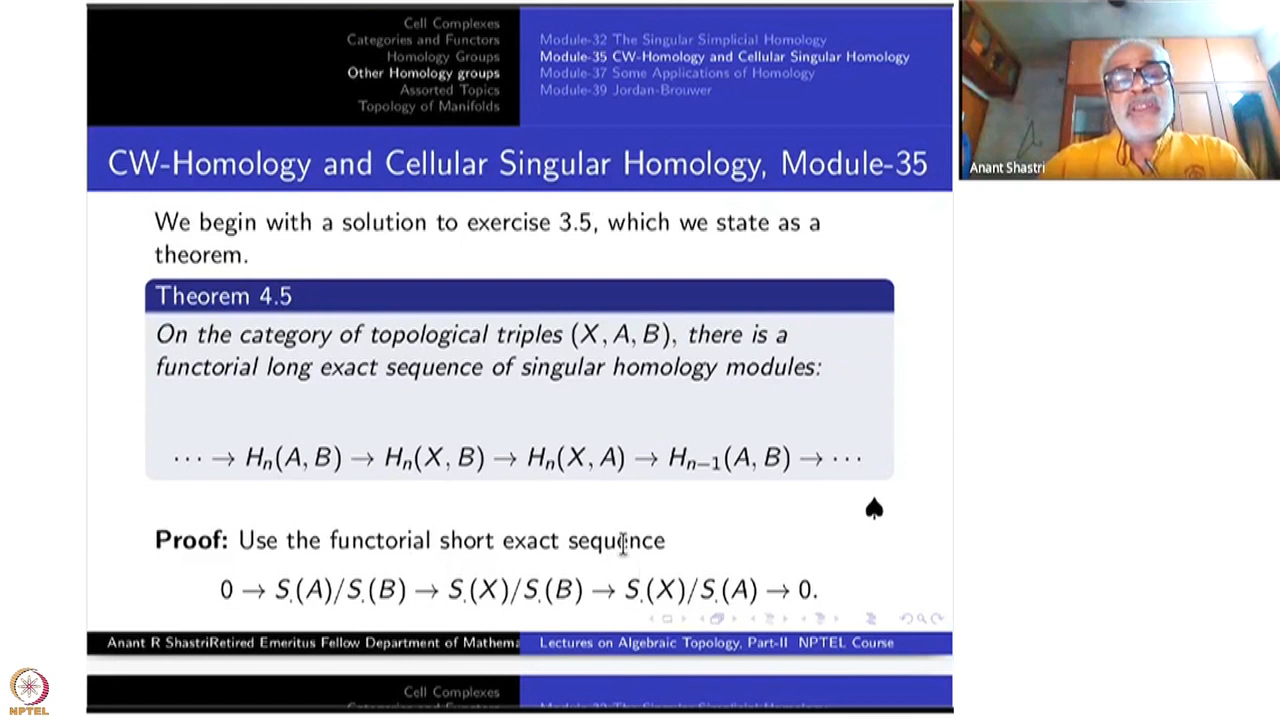 Cell Complexes
Categories and Functors
Homology Groups
Other Homology groups
Assorted Topics
Topology of Manifolds
Module-32 The Singular Simplicial Homology
Module-35 CW-Homology and Cellular Singular Homology
Module-37 Some Applications of Homology
Module-39 Jordan-Brouwer
Anant Shastri
CW-Homology and Cellular Singular Homology, Module-35
We begin with a solution to exercise 3.5, which we state as a
theorem.
Theorem 4.5
On the category of topological triples (X, A, B), there is a
functorial long exact sequence of singular homology modules:
⋯ → Hₙ(A, B) → Hₙ(X, B) → Hₙ(X, A) → Hₙ₋₁(A, B) → ⋯
♠
Proof: Use the functorial short exact sequence
0 → S.(A)/S.(B) → S.(X)/S.(B) → S.(X)/S.(A) → 0.
Anant R ShastriRetired Emeritus Fellow Department of Mathema
Lectures on Algebraic Topology, Part-II NPTEL Course
Cell Complexes
NPTEL